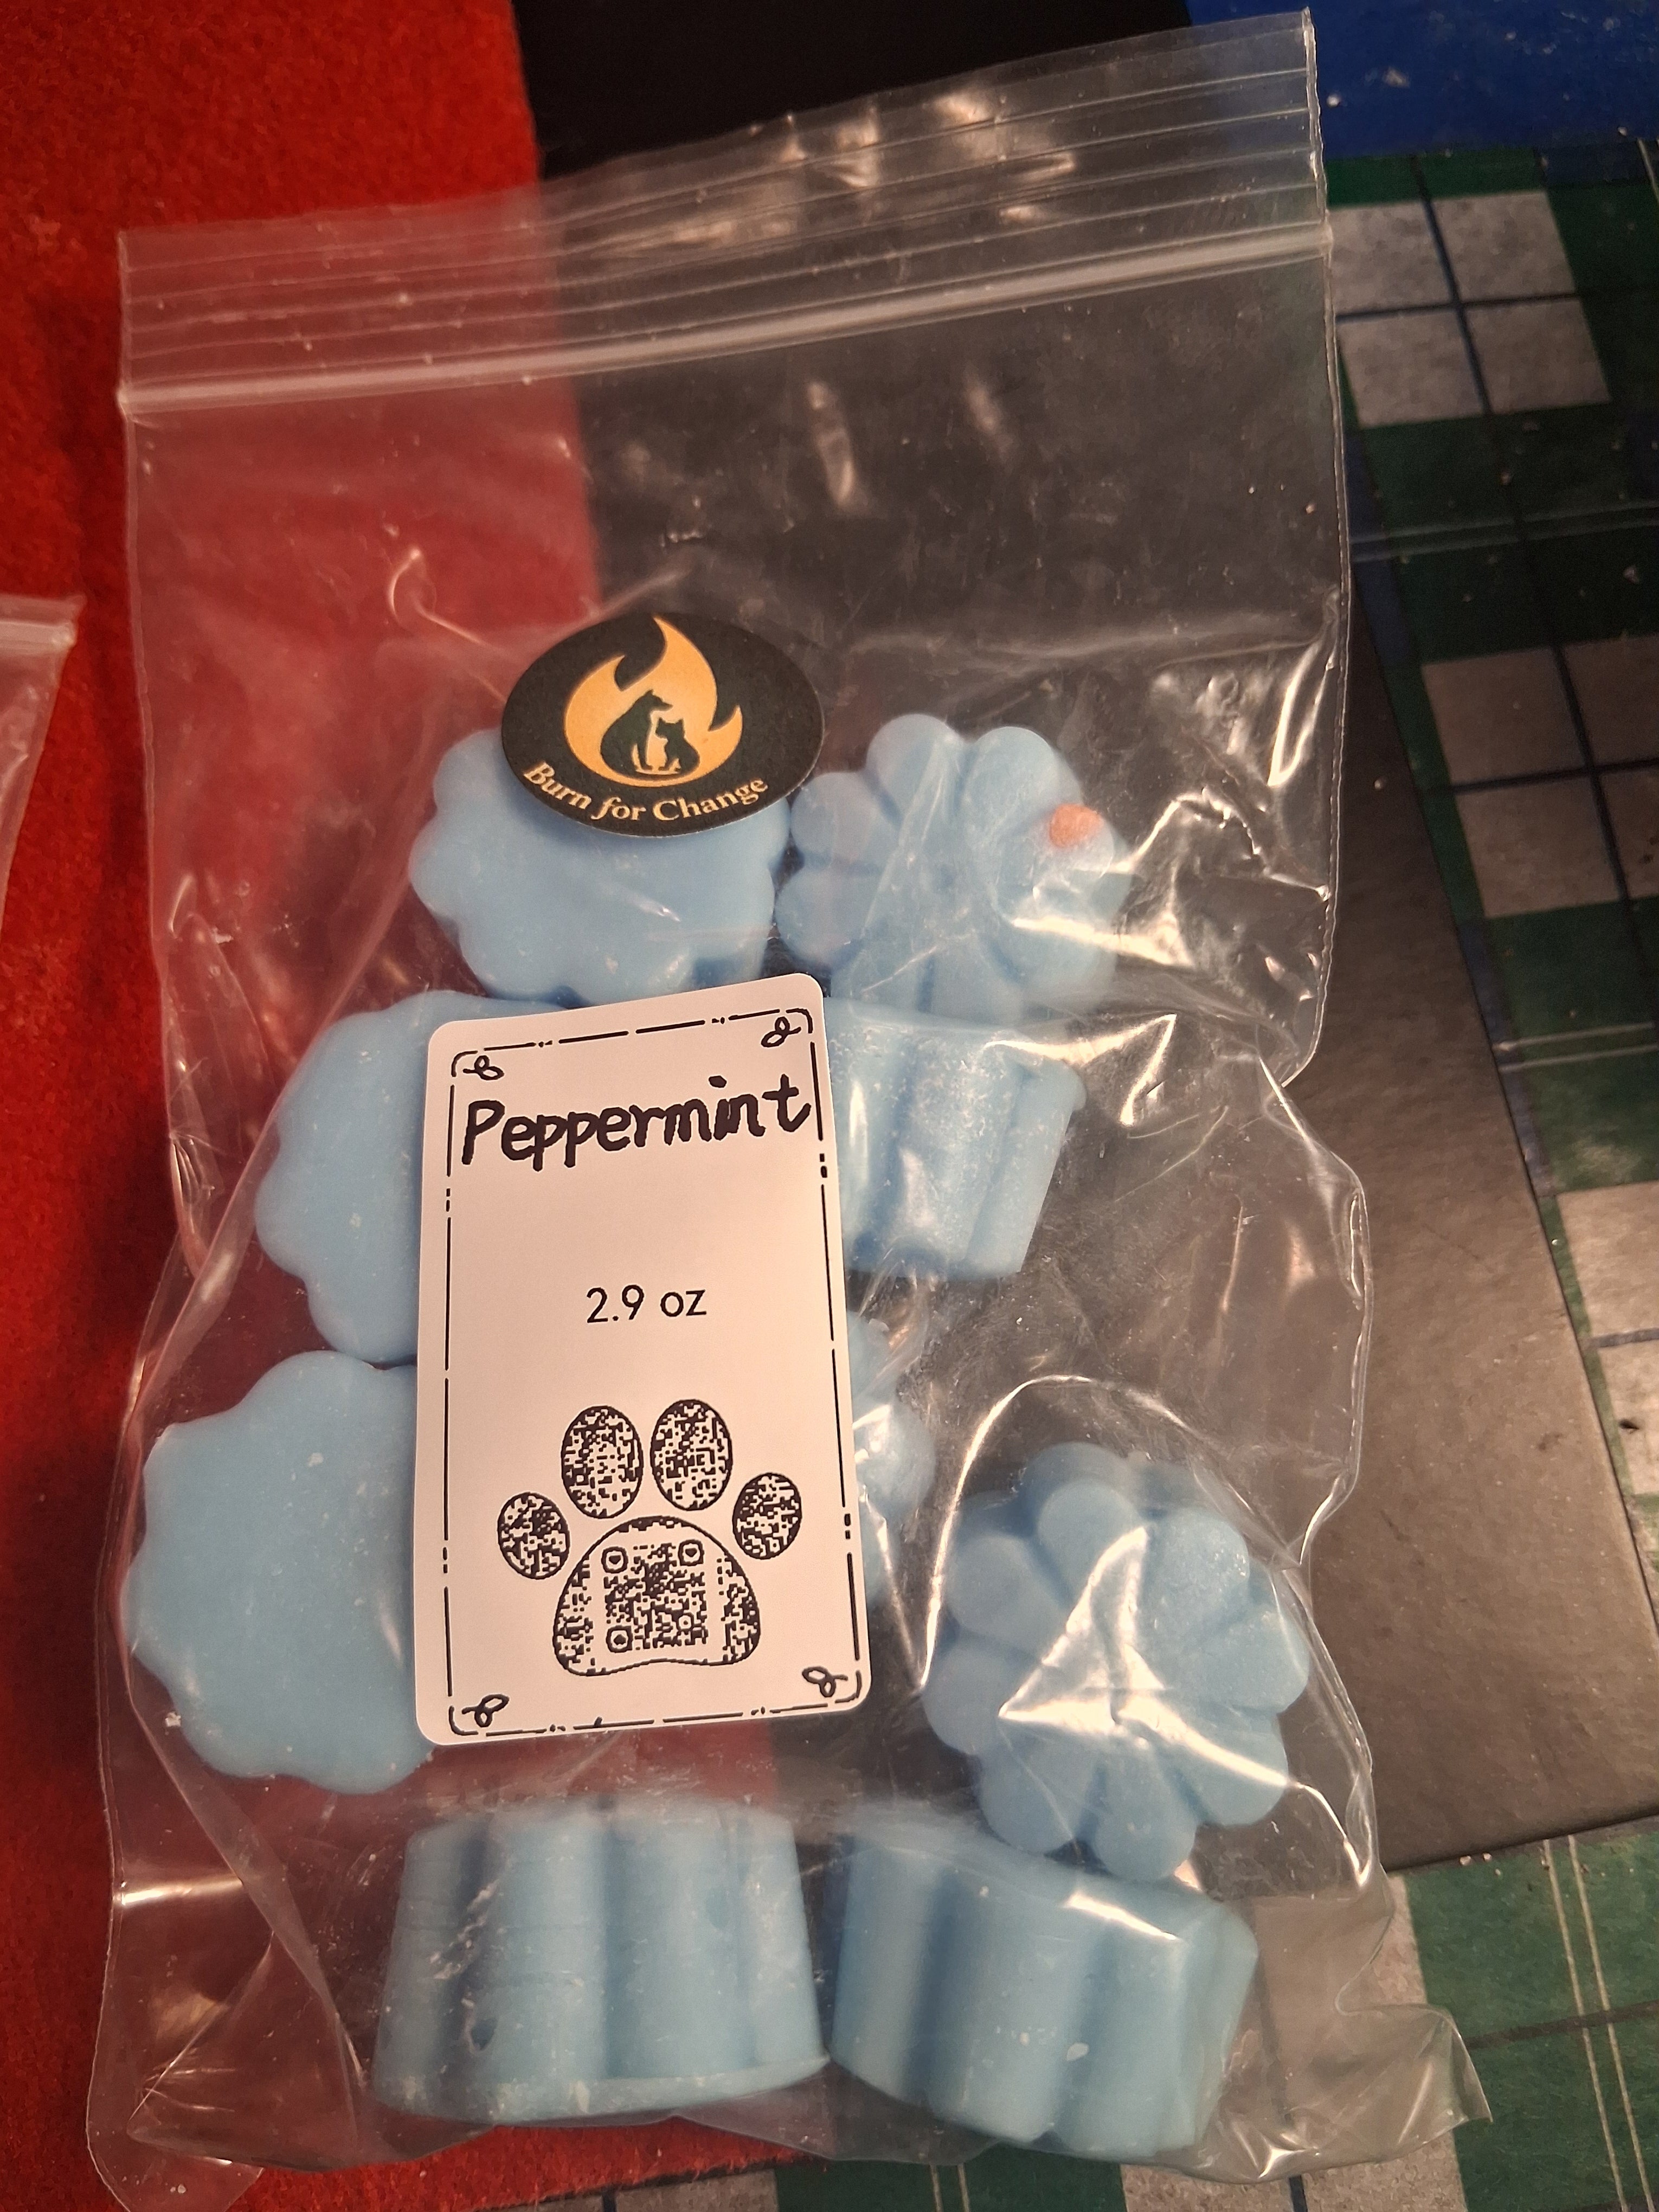 Burn for Change
Peppermint
2.9 oz